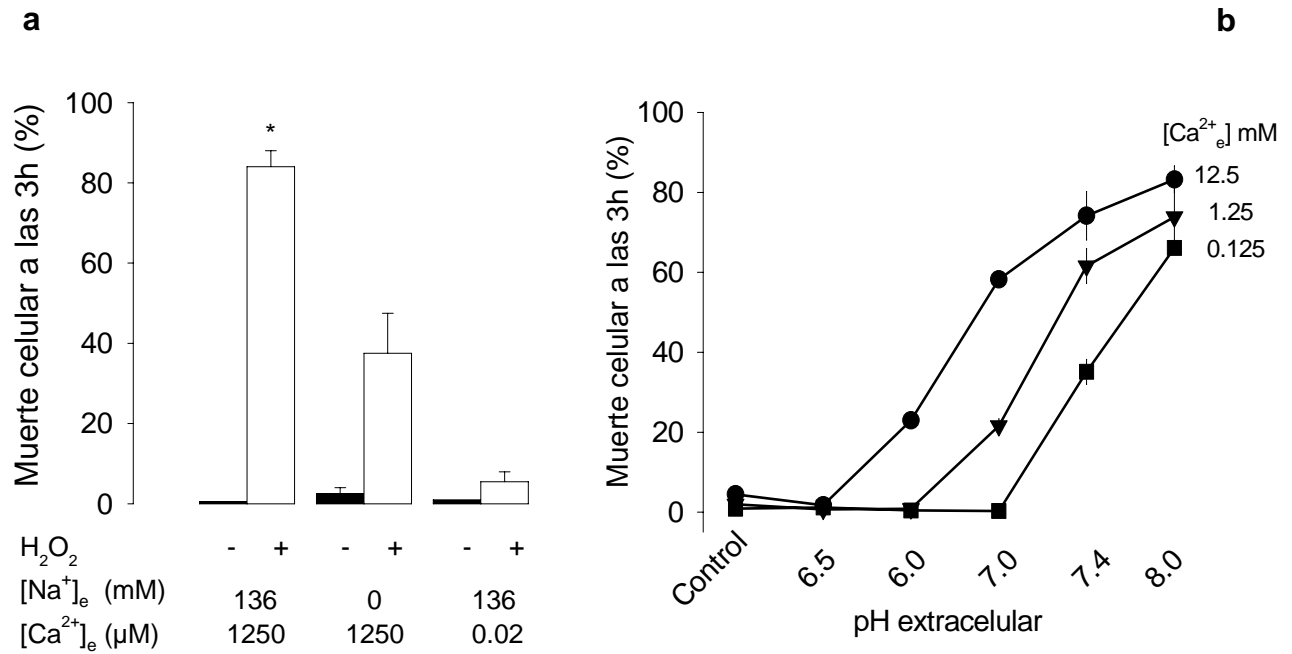 a
Muerte celular a las 3h (%)
100
80
60
40
20
0
*
H2O2 - + - + - +
[Na+]e (mM) 136 0 136
[Ca2+]e (µM) 1250 1250 0.02
b
Muerte celular a las 3h (%)
100
80
60
40
20
0
[Ca2+e] mM
12.5
1.25
0.125
Control 6.5 6.0 7.0 7.4 8.0
pH extracelular